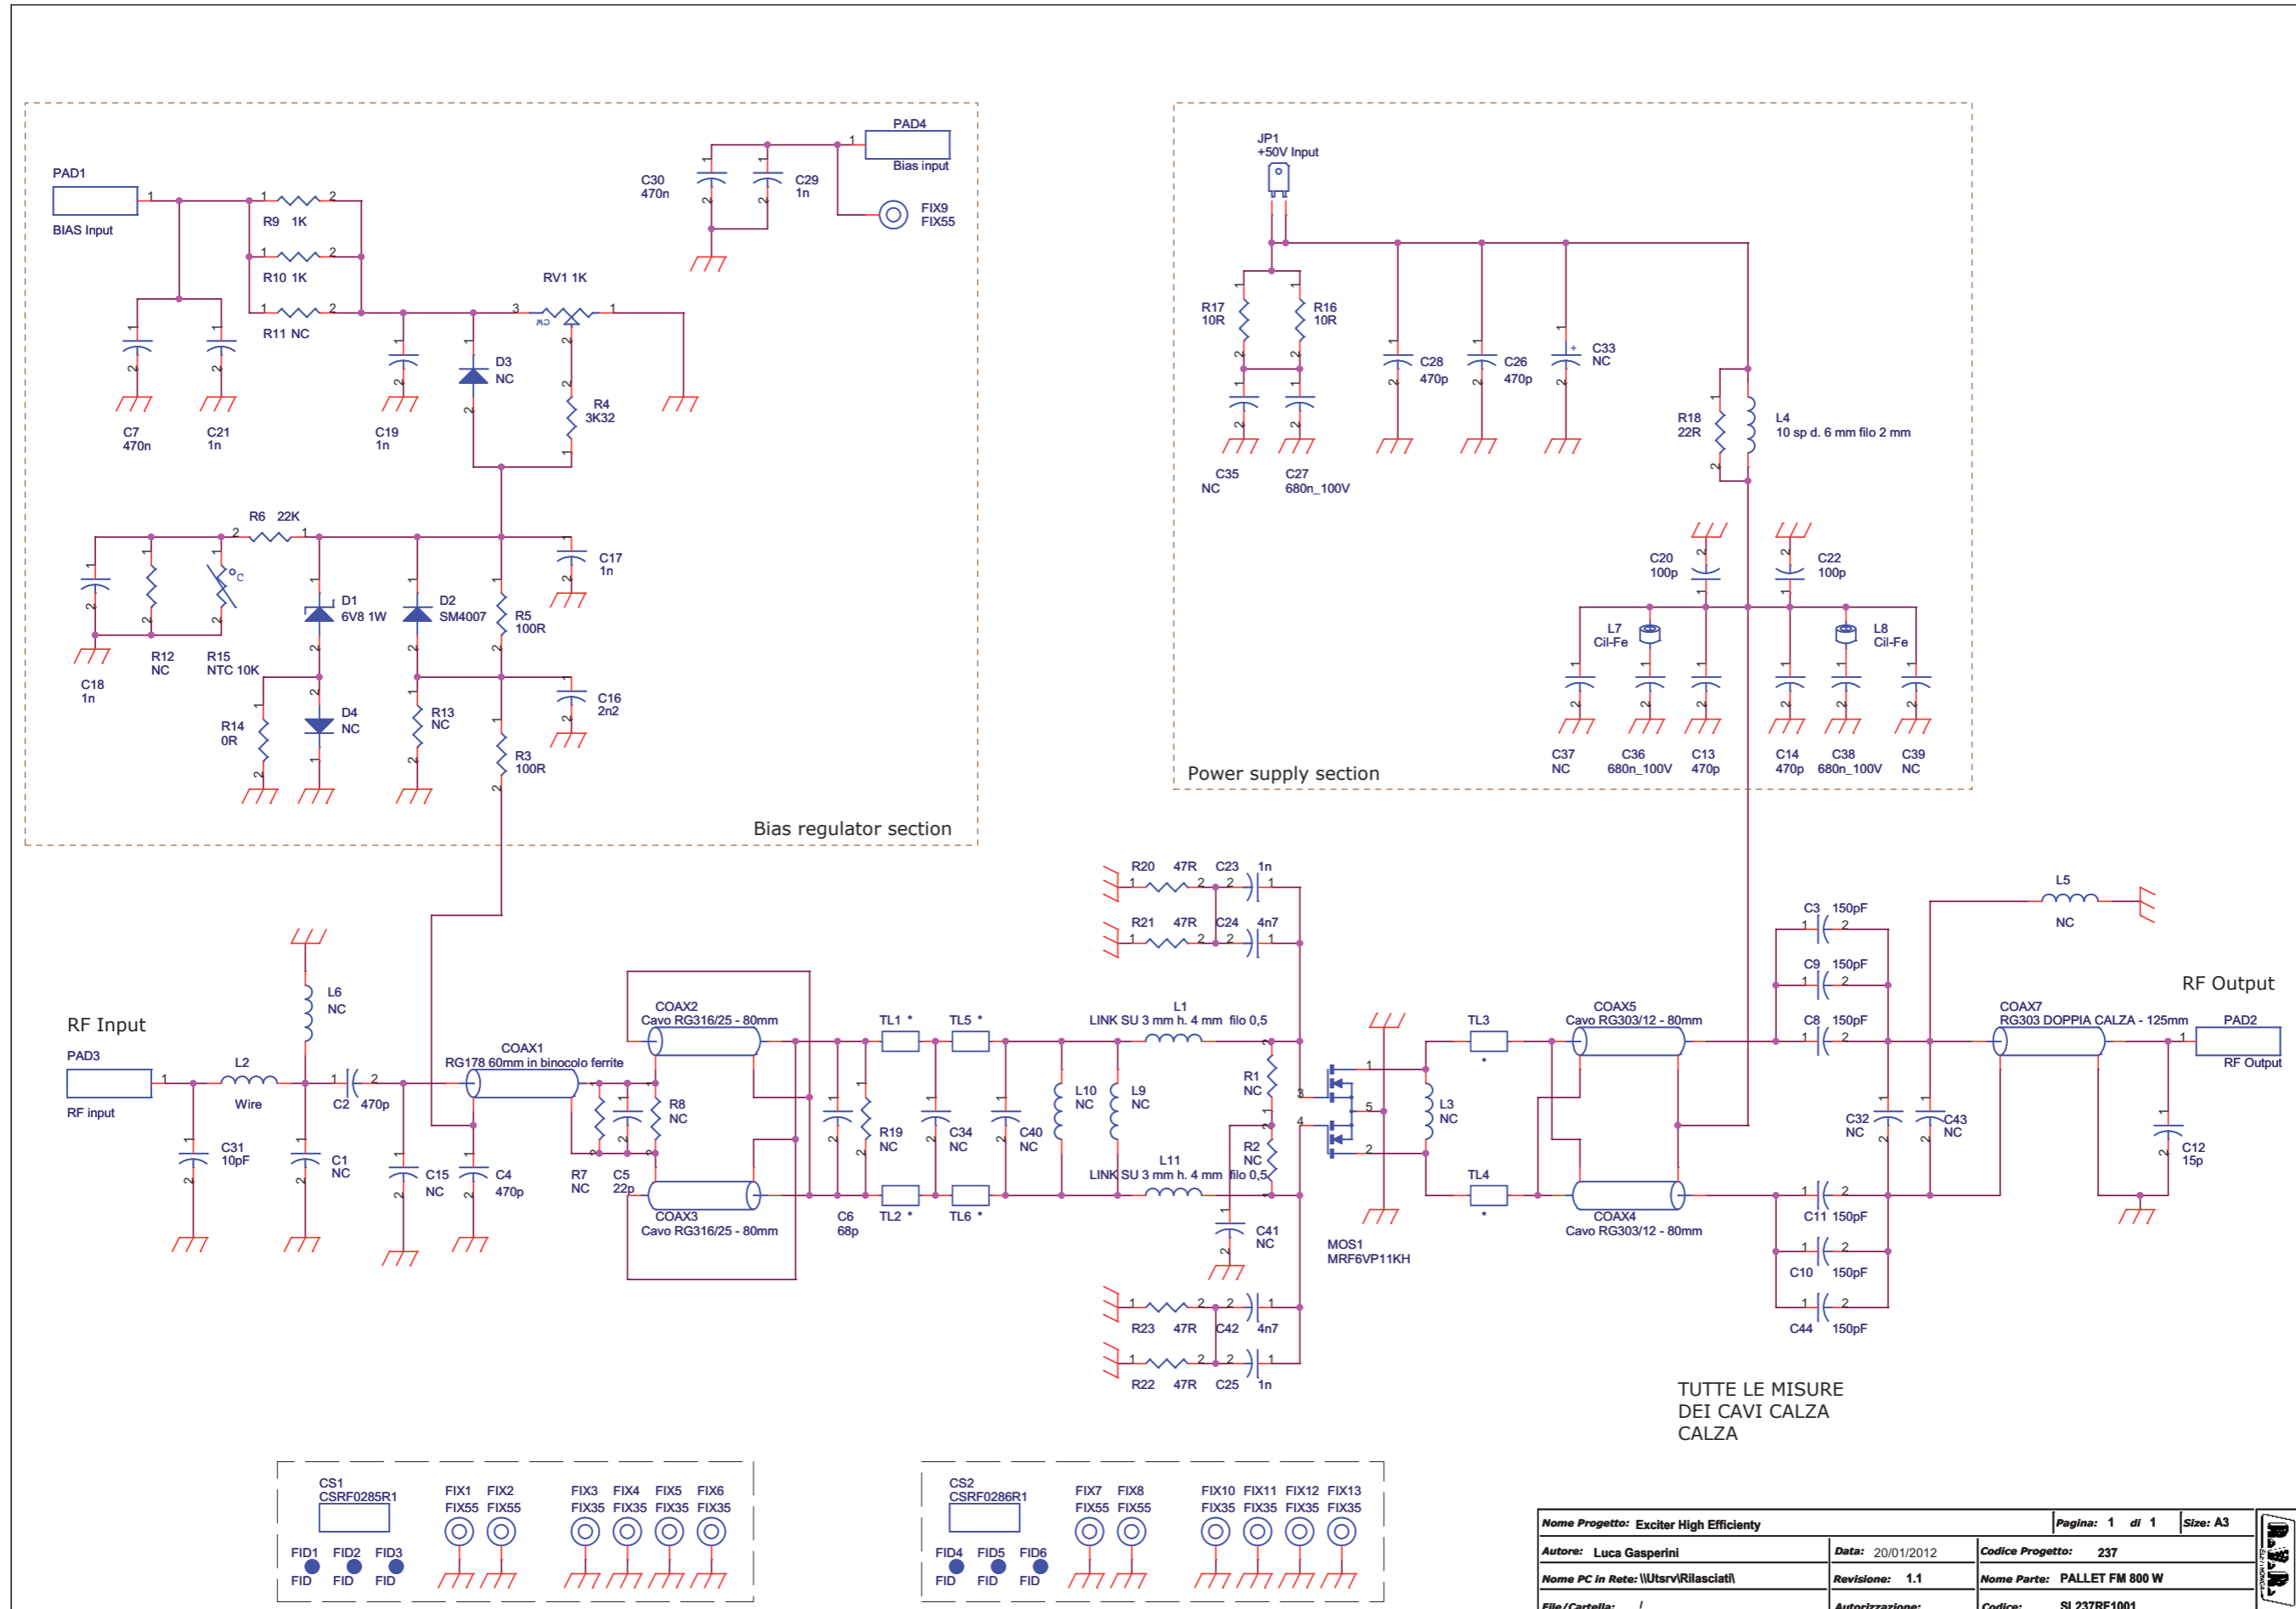 PAD1
BIAS Input
R9 1K
R10 1K
R11 NC
C7
470n
C21
1n
C19
1n
D3
NC
RV1 1K
CW
R4
3K32
C30
470n
C29
1n
PAD4
Bias input
FIX9
FIX55
R6 22K
C17
1n
C18
1n
R12
NC
R15
NTC 10K
°C
D1
6V8 1W
D2
SM4007
R5
100R
R14
0R
D4
NC
R13
NC
C16
2n2
R3
100R
Bias regulator section
JP1
+50V Input
R17
10R
R16
10R
C28
470p
C26
470p
C33
NC
C35
NC
C27
680n_100V
R18
22R
L4
10 sp d. 6 mm filo 2 mm
C20
100p
C22
100p
L7
Cil-Fe
L8
Cil-Fe
C37
NC
C36
680n_100V
C13
470p
C14
470p
C38
680n_100V
C39
NC
Power supply section
RF Input
PAD3
RF input
L2
Wire
L6
NC
C31
10pF
C1
NC
C2 470p
C15
NC
C4
470p
COAX1
RG178 60mm in binocolo ferrite
R7
NC
C5
22p
R8
NC
COAX2
Cavo RG316/25 - 80mm
COAX3
Cavo RG316/25 - 80mm
C6
68p
R19
NC
TL1 *
TL5 *
C34
NC
C40
NC
TL2 *
TL6 *
L10
NC
L9
NC
R20 47R C23 1n
R21 47R C24 4n7
L1
LINK SU 3 mm h. 4 mm filo 0,5
R1
NC
R2
NC
L11
LINK SU 3 mm h. 4 mm filo 0,5
C41
NC
R23 47R C42 4n7
R22 47R C25 1n
MOS1
MRF6VP11KH
L3
NC
TL3
*
TL4
*
COAX5
Cavo RG303/12 - 80mm
COAX4
Cavo RG303/12 - 80mm
C3 150pF
C9 150pF
C8 150pF
C11 150pF
C10 150pF
C44 150pF
C32
NC
C43
NC
L5
NC
COAX7
RG303 DOPPIA CALZA - 125mm
RF Output
PAD2
RF Output
C12
15p
TUTTE LE MISURE
DEI CAVI CALZA
CALZA
CS1
CSRF0285R1
FID1 FID2 FID3
FID FID FID
FIX1 FIX2 FIX3 FIX4 FIX5 FIX6
FIX55 FIX55 FIX35 FIX35 FIX35 FIX35
CS2
CSRF0286R1
FID4 FID5 FID6
FID FID FID
FIX7 FIX8 FIX10 FIX11 FIX12 FIX13
FIX55 FIX55 FIX35 FIX35 FIX35 FIX35
Nome Progetto: Exciter High Efficienty Pagina: 1 di 1 Size: A3
Autore: Luca Gasperini Data: 20/01/2012 Codice Progetto: 237
Nome PC in Rete: \\Utsrv\Rilasciati\ Revisione: 1.1 Nome Parte: PALLET FM 800 W
File/Cartella: / Autorizzazione: Codice: SL237RF1001
R.V.R.